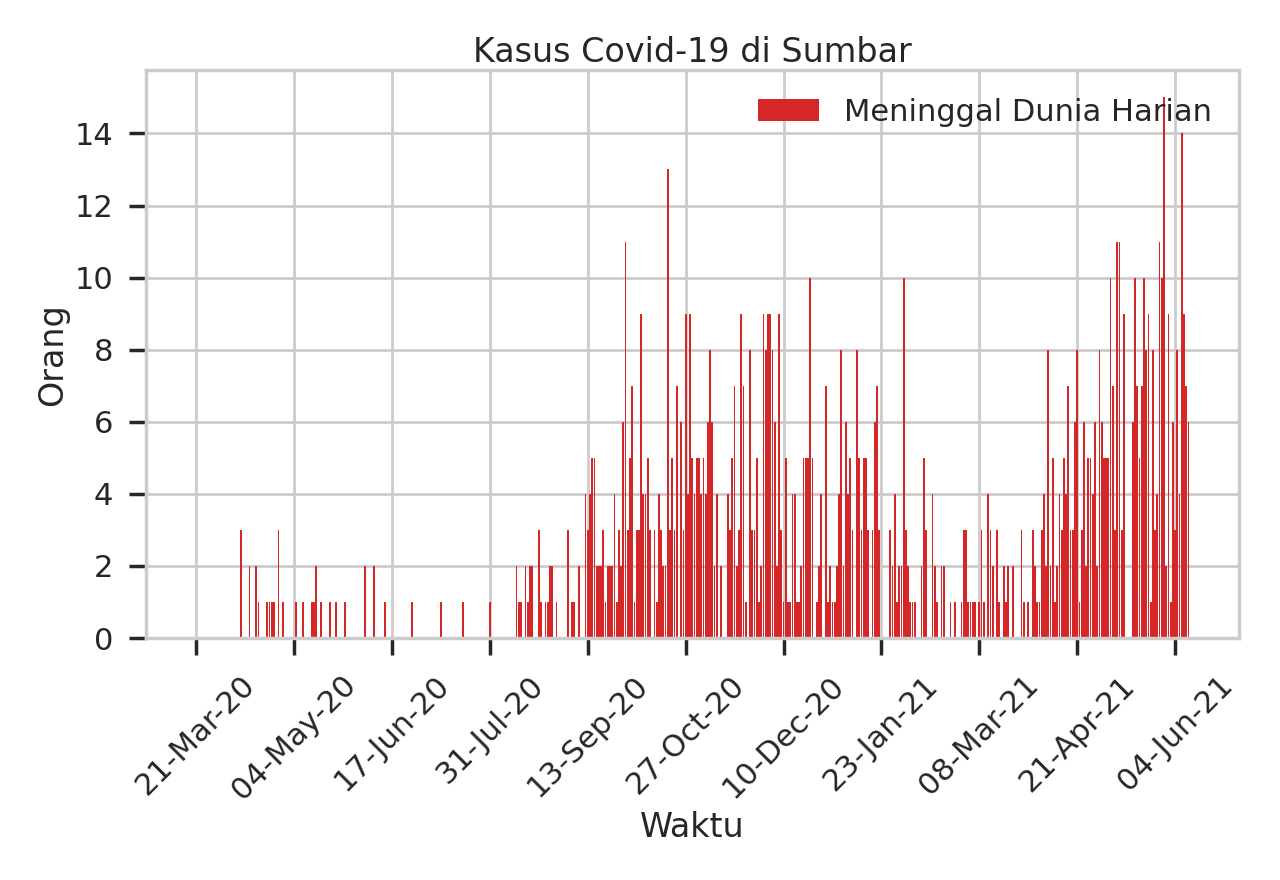 Kasus Covid-19 di Sumbar
Meninggal Dunia Harian
14
12
10
8
6
4
2
0
Orang
21-Mar-20
04-May-20
17-Jun-20
31-Jul-20
13-Sep-20
27-Oct-20
10-Dec-20
23-Jan-21
08-Mar-21
21-Apr-21
04-Jun-21
Waktu